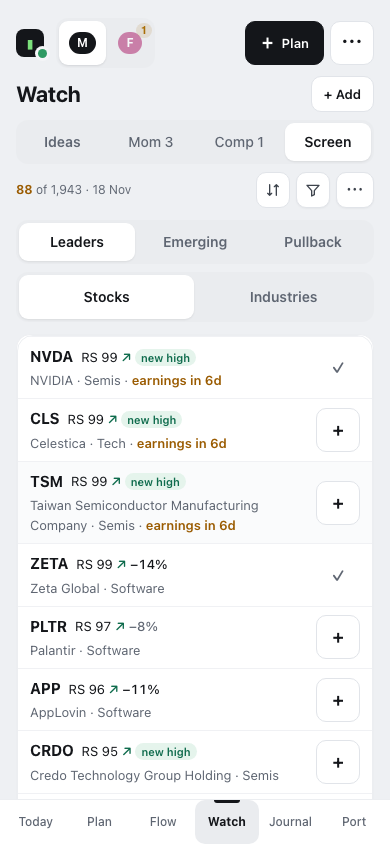 M F 1 + Plan ...
Watch + Add
Ideas Mom 3 Comp 1 Screen
88 of 1,943 · 18 Nov ...
Leaders Emerging Pullback
Stocks Industries
NVDA RS 99 ↗ new high ✓
NVIDIA · Semis · earnings in 6d
CLS RS 99 ↗ new high +
Celestica · Tech · earnings in 6d
TSM RS 99 ↗ new high +
Taiwan Semiconductor Manufacturing
Company · Semis · earnings in 6d
ZETA RS 99 ↗ −14% ✓
Zeta Global · Software
PLTR RS 97 ↗ −8% +
Palantir · Software
APP RS 96 ↗ −11% +
AppLovin · Software
CRDO RS 95 ↗ new high +
Credo Technology Group Holding · Semis
Today Plan Flow Watch Journal Port